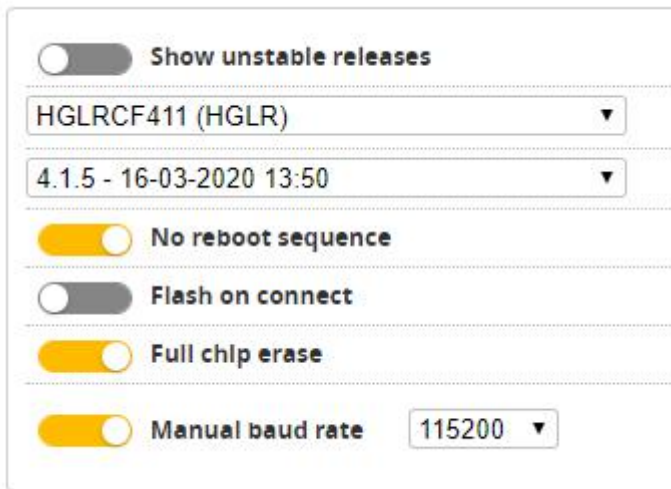 Show unstable releases
HGLRCF411 (HGLR)
4.1.5 - 16-03-2020 13:50
No reboot sequence
Flash on connect
Full chip erase
Manual baud rate 115200